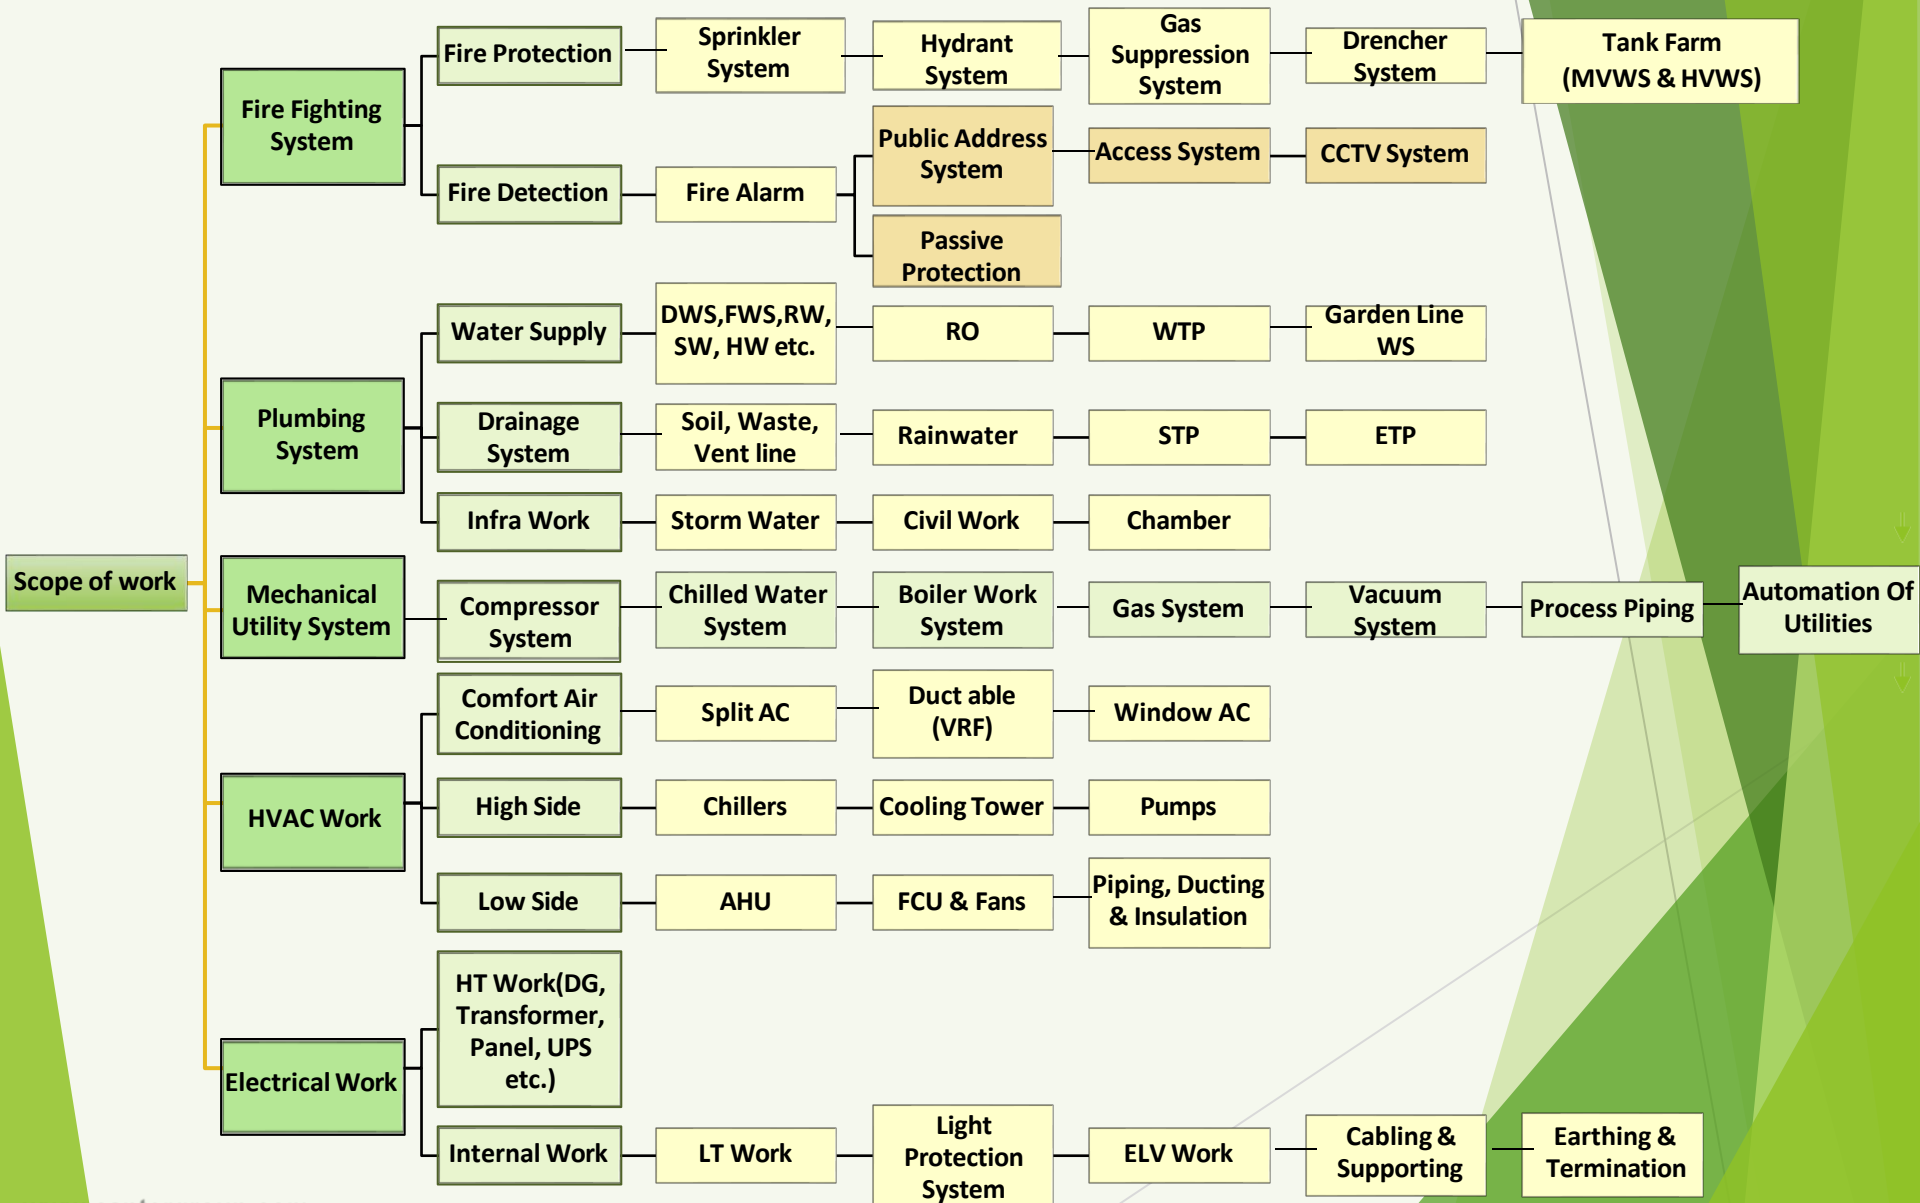 Fire Protection
Sprinkler
System
Hydrant
System
Gas
Suppression
System
Drencher
System
Tank Farm
(MVWS & HVWS)
Fire Fighting
System
Fire Detection
Fire Alarm
Public Address
System
Access System
CCTV System
Passive
Protection
Water Supply
DWS,FWS,RW,
SW, HW etc.
RO
WTP
Garden Line
WS
Plumbing
System
Drainage
System
Soil, Waste,
Vent line
Rainwater
STP
ETP
Infra Work
Storm Water
Civil Work
Chamber
Scope of work
Mechanical
Utility System
Compressor
System
Chilled Water
System
Boiler Work
System
Gas System
Vacuum
System
Process Piping
Automation Of
Utilities
Comfort Air
Conditioning
Split AC
Duct able
(VRF)
Window AC
HVAC Work
High Side
Chillers
Cooling Tower
Pumps
Low Side
AHU
FCU & Fans
Piping, Ducting
& Insulation
Electrical Work
HT Work(DG,
Transformer,
Panel, UPS
etc.)
Internal Work
LT Work
Light
Protection
System
ELV Work
Cabling &
Supporting
Earthing &
Termination